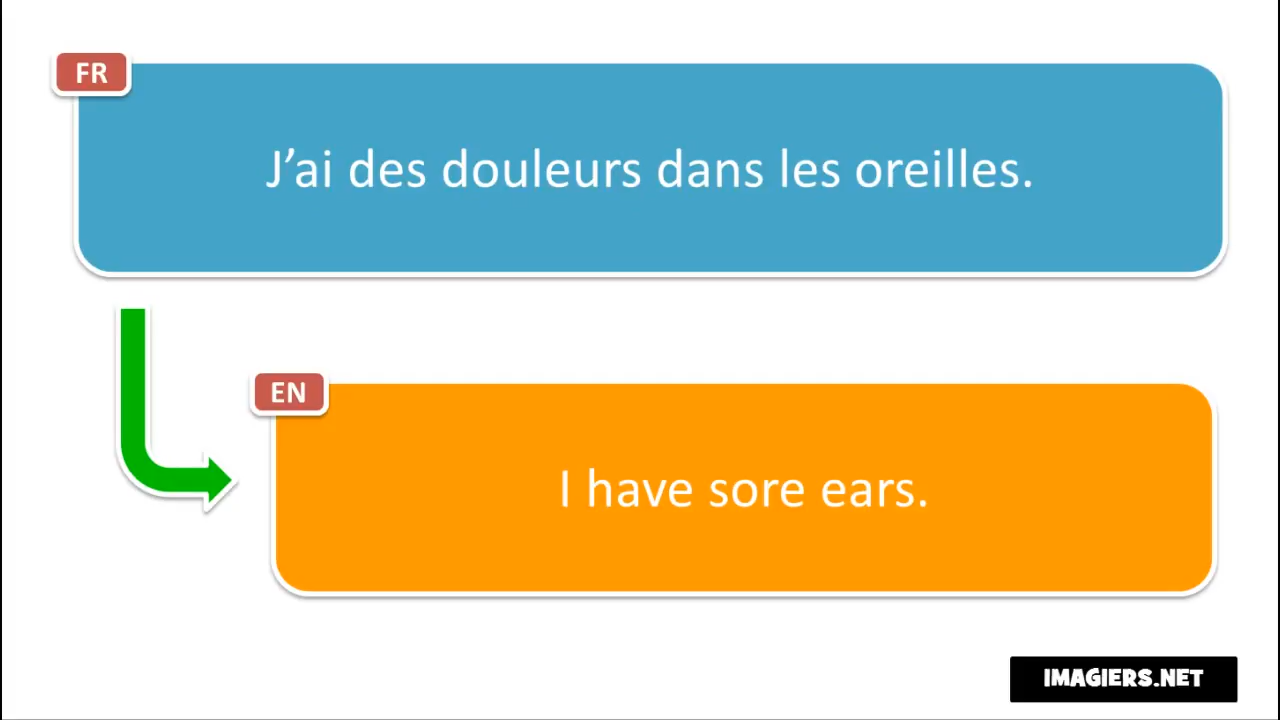 FR
J’ai des douleurs dans les oreilles.
EN
I have sore ears.
IMAGIERS.NET